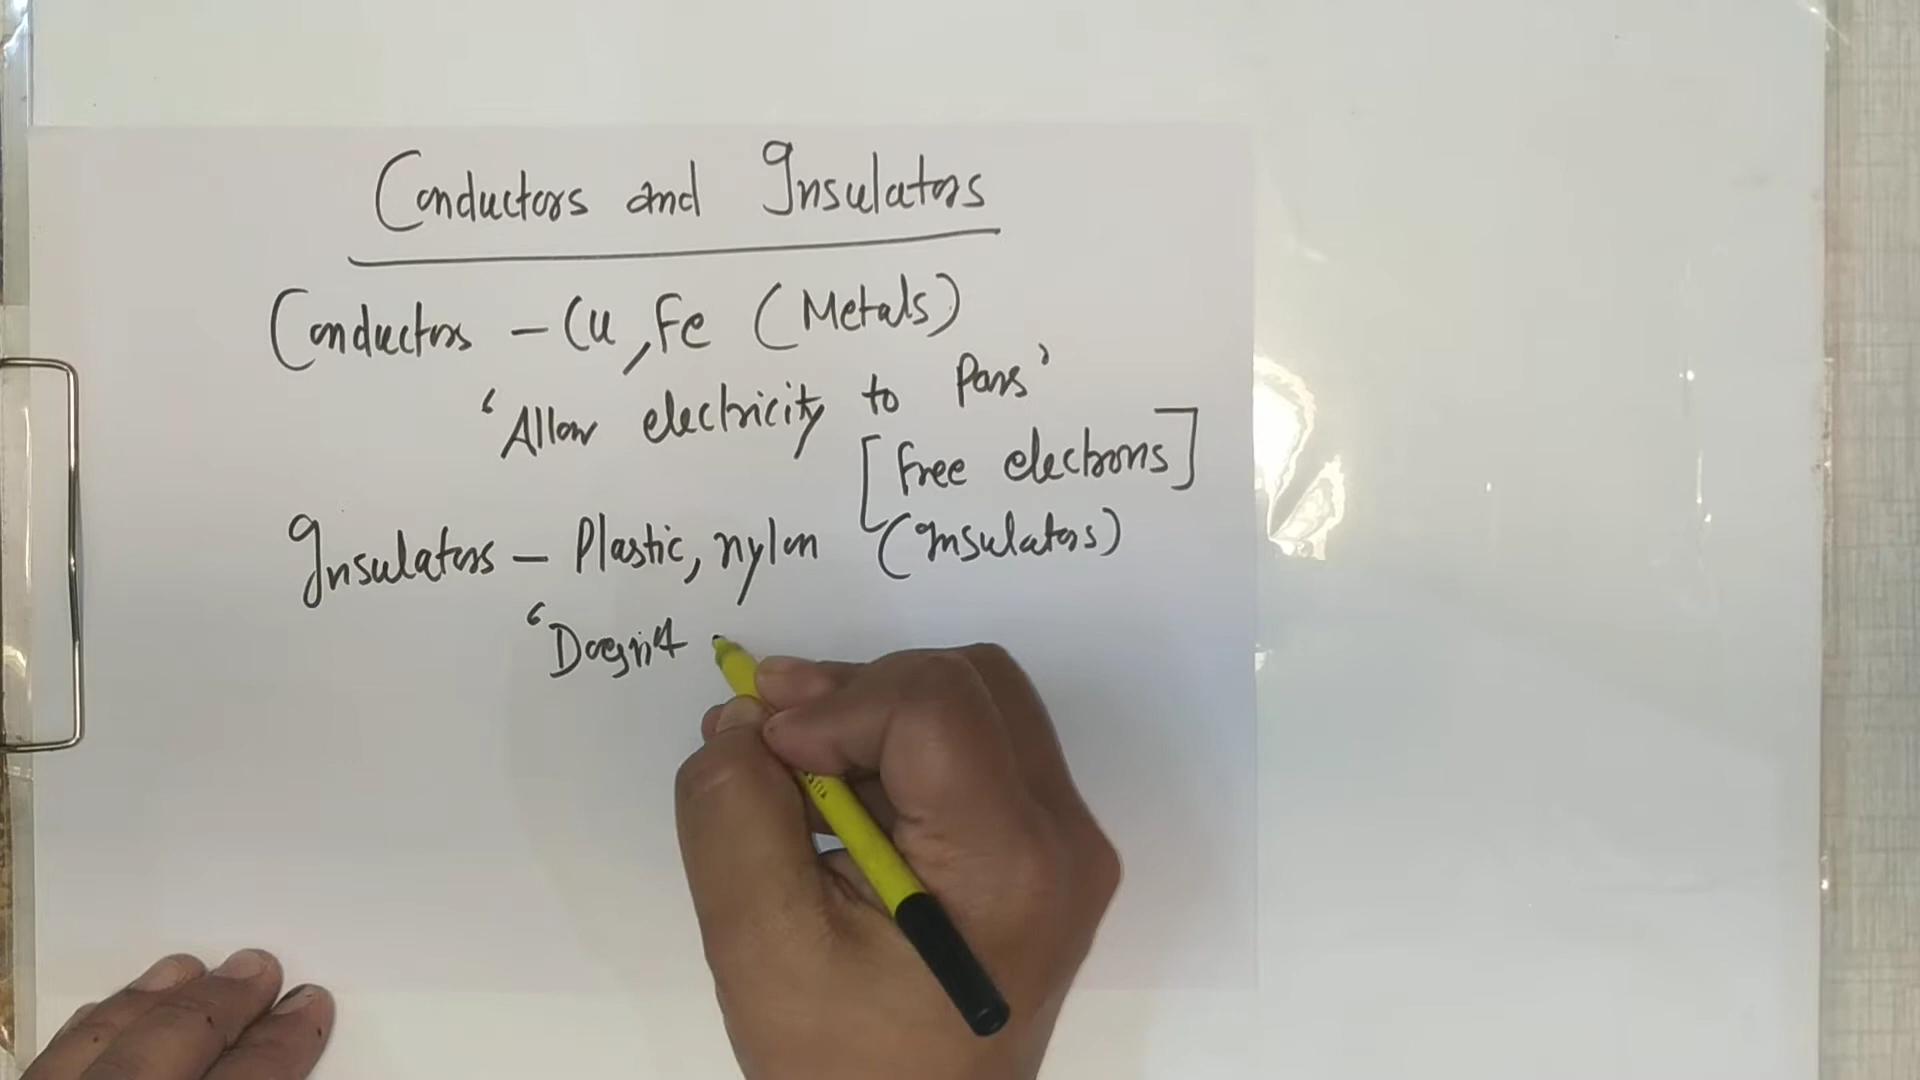 Conductors and Insulators
Conductors - Cu, Fe (Metals)
'Allow electricity to Pass'
[Free electrons]
Insulators - Plastic, nylon (Insulators)
'Doesn't